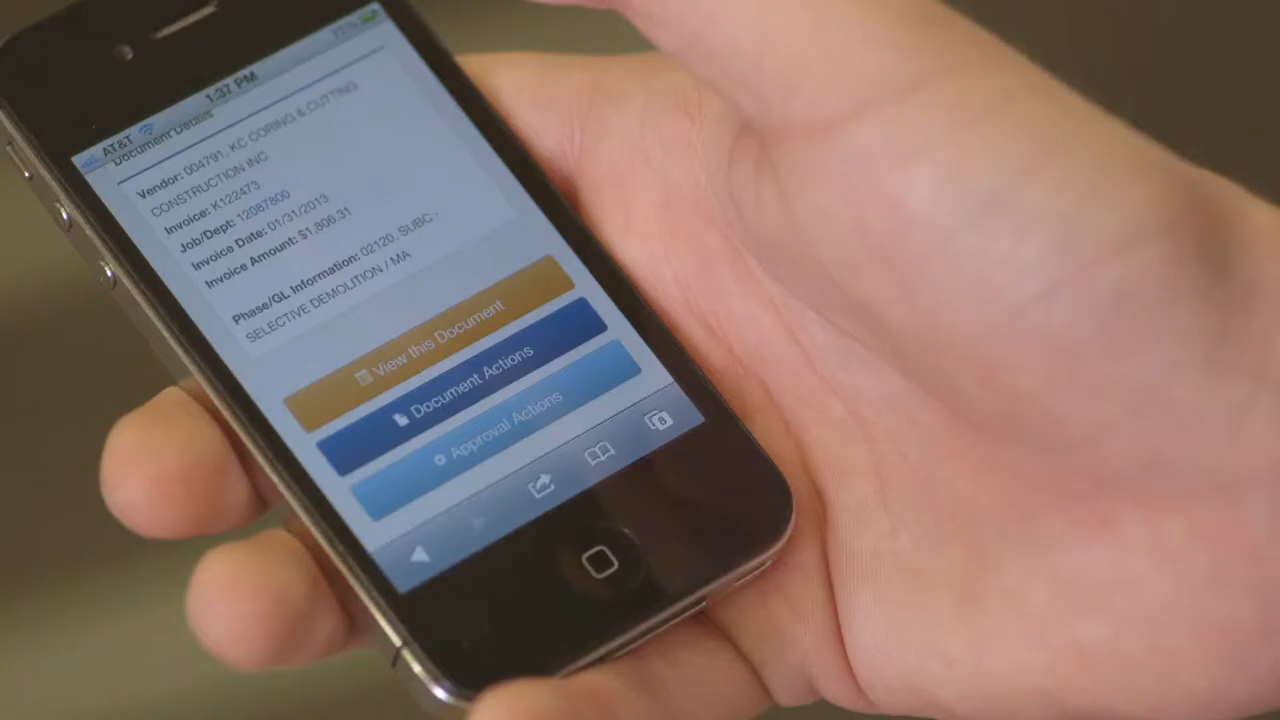 AT&T 1:37 PM
Document Details
Vendor: 004791, KC CORING & CUTTING
CONSTRUCTION INC
Invoice: K122473
Job/Dept: 12087800
Invoice Date: 01/31/2013
Invoice Amount: $1,806.31
Phase/GL Information: 02120. SUBC -
SELECTIVE DEMOLITION / MA
View this Document
Document Actions
Approval Actions
8